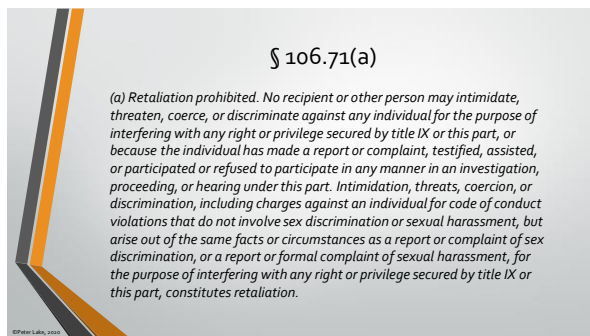 § 106.71(a)
(a) Retaliation prohibited. No recipient or other person may intimidate,
threaten, coerce, or discriminate against any individual for the purpose of
interfering with any right or privilege secured by title IX or this part, or
because the individual has made a report or complaint, testified, assisted,
or participated or refused to participate in any manner in an investigation,
proceeding, or hearing under this part. Intimidation, threats, coercion, or
discrimination, including charges against an individual for code of conduct
violations that do not involve sex discrimination or sexual harassment, but
arise out of the same facts or circumstances as a report or complaint of sex
discrimination, or a report or formal complaint of sexual harassment, for
the purpose of interfering with any right or privilege secured by title IX or
this part, constitutes retaliation.
©Peter Lake, 2020